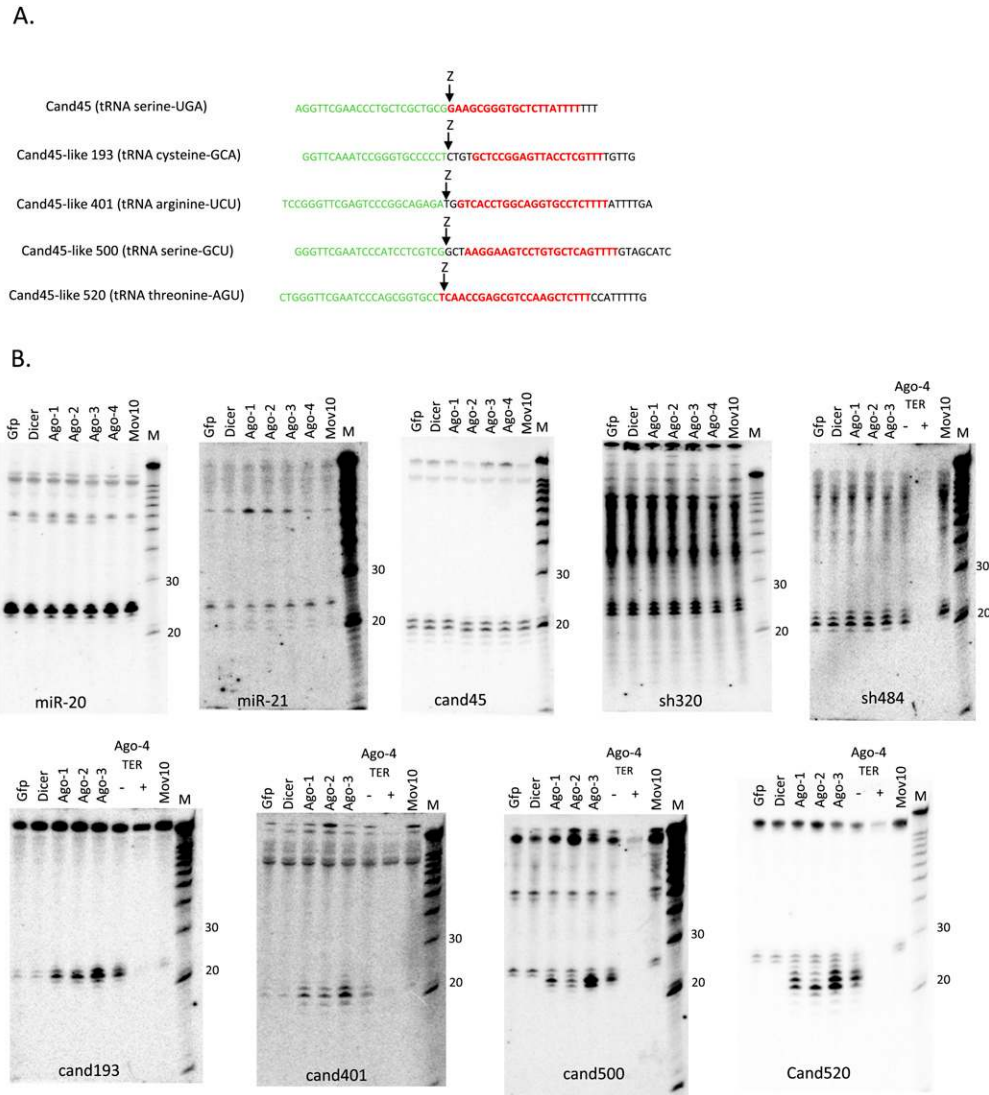 A.
Z
Cand45 (tRNA serine-UGA) AGGTTCGAACCCTGCTCGCTGCGGAAGCGGGTGCTCTTATTTTTTT
Z
Cand45-like 193 (tRNA cysteine-GCA) GGTTCAAATCCGGGTGCCCCCTCTGTGCTCCGGAGTTACCTCGTTTTGTTG
Z
Cand45-like 401 (tRNA arginine-UCU) TCCGGGTTCGAGTCCCGGCAGAGATGGTCACCTGGCAGGTGCCTCTTTTATTTTGA
Z
Cand45-like 500 (tRNA serine-GCU) GGGTTCGAATCCCATCCTCGTCGGCTAAGGAAGTCCTGTGCTCAGTTTTGTAGCATC
Z
Cand45-like 520 (tRNA threonine-AGU) CTGGGTTCGAATCCCAGCGGTGCCTCAACCGAGCGTCCAAGCTCTTTCCATTTTTG
B.
Gfp Dicer Ago-1 Ago-2 Ago-3 Ago-4 Mov10 M
30
20
miR-20
Gfp Dicer Ago-1 Ago-2 Ago-3 Ago-4 Mov10 M
30
20
miR-21
Gfp Dicer Ago-1 Ago-2 Ago-3 Ago-4 Mov10 M
30
20
cand45
Gfp Dicer Ago-1 Ago-2 Ago-3 Ago-4 Mov10 M
30
20
sh320
Ago-4
TER
Gfp Dicer Ago-1 Ago-2 Ago-3 - + Mov10 M
30
20
sh484
Ago-4
TER
Gfp Dicer Ago-1 Ago-2 Ago-3 - + Mov10 M
30
20
cand193
Ago-4
TER
Gfp Dicer Ago-1 Ago-2 Ago-3 - + Mov10 M
30
20
cand401
Ago-4
TER
Gfp Dicer Ago-1 Ago-2 Ago-3 - + Mov10 M
30
20
cand500
Ago-4
TER
Gfp Dicer Ago-1 Ago-2 Ago-3 - + Mov10 M
30
20
Cand520